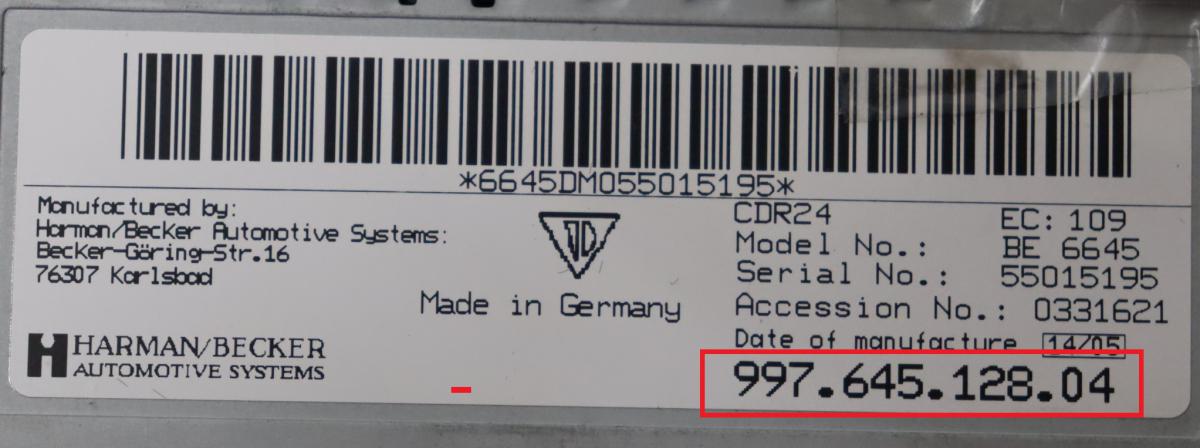 *6645DM055015195*
Manufactured by:
Harman/Becker Automotive Systems:
Becker-Göring-Str.16
76307 Karlsbad
Made in Germany
HARMAN/BECKER
AUTOMOTIVE SYSTEMS
CDR24 EC: 109
Model No.: BE 6645
Serial No.: 55015195
Accession No.: 0331621
Date of manufacture 14/05
997.645.128.04